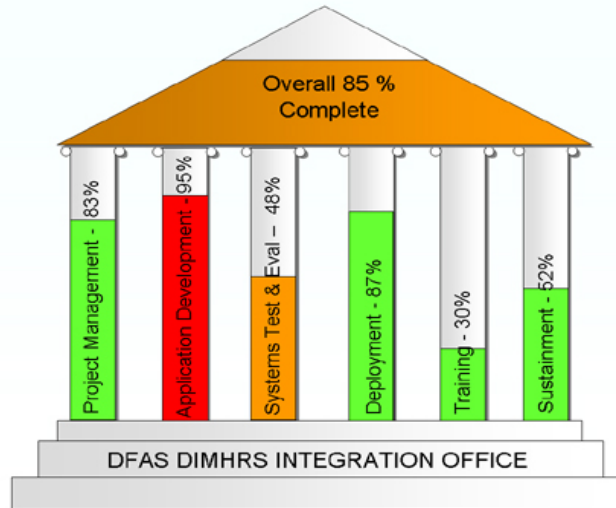 Overall 85 %
Complete
Project Management - 83%
Application Development - 95%
Systems Test & Eval – 48%
Deployment - 87%
Training - 30%
Sustainment - 52%
DFAS DIMHRS INTEGRATION OFFICE